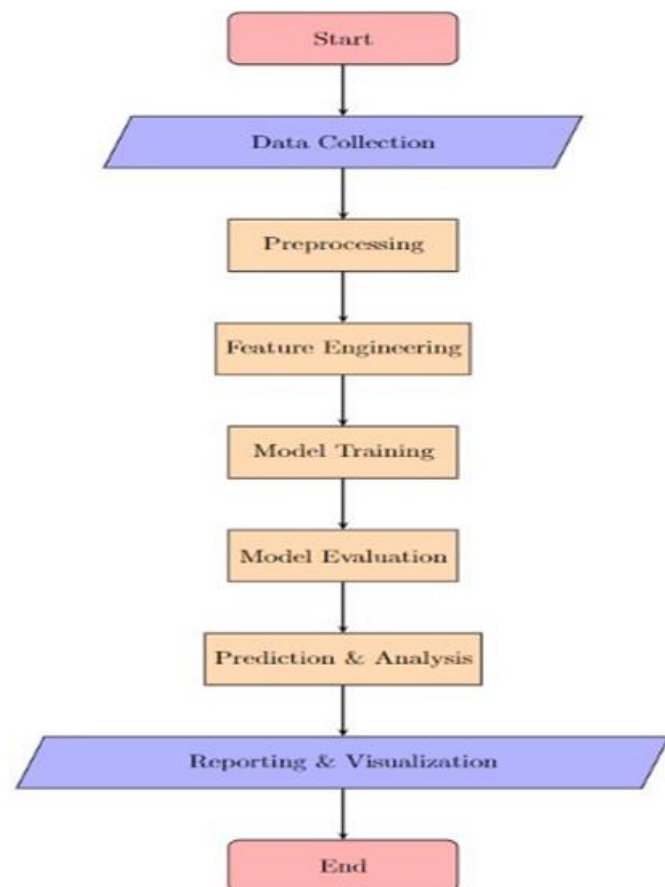 Start
Data Collection
Preprocessing
Feature Engineering
Model Training
Model Evaluation
Prediction & Analysis
Reporting & Visualization
End